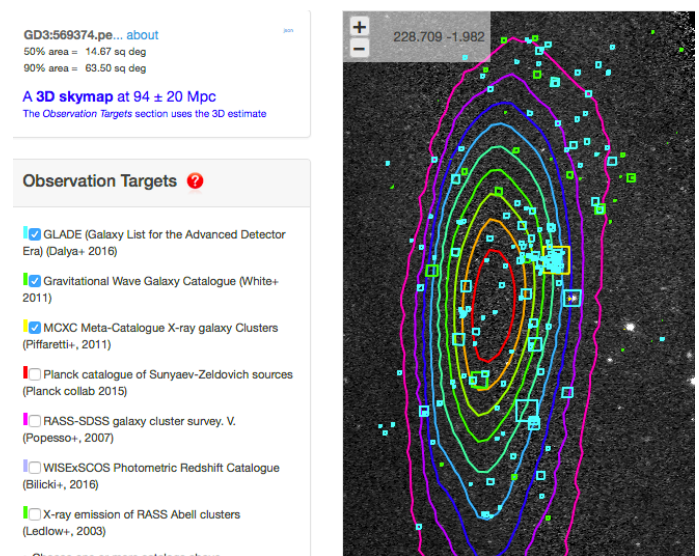 GD3:569374.pe... about
json
50% area = 14.67 sq deg
90% area = 63.50 sq deg
A 3D skymap at 94 ± 20 Mpc
The Observation Targets section uses the 3D estimate
Observation Targets ?
GLADE (Galaxy List for the Advanced Detector
Era) (Dalya+ 2016)
Gravitational Wave Galaxy Catalogue (White+
2011)
MCXC Meta-Catalogue X-ray galaxy Clusters
(Piffaretti+, 2011)
Planck catalogue of Sunyaev-Zeldovich sources
(Planck collab 2015)
RASS-SDSS galaxy cluster survey. V.
(Popesso+, 2007)
WISExSCOS Photometric Redshift Catalogue
(Bilicki+, 2016)
X-ray emission of RASS Abell clusters
(Ledlow+, 2003)
+
−
228.709 -1.982